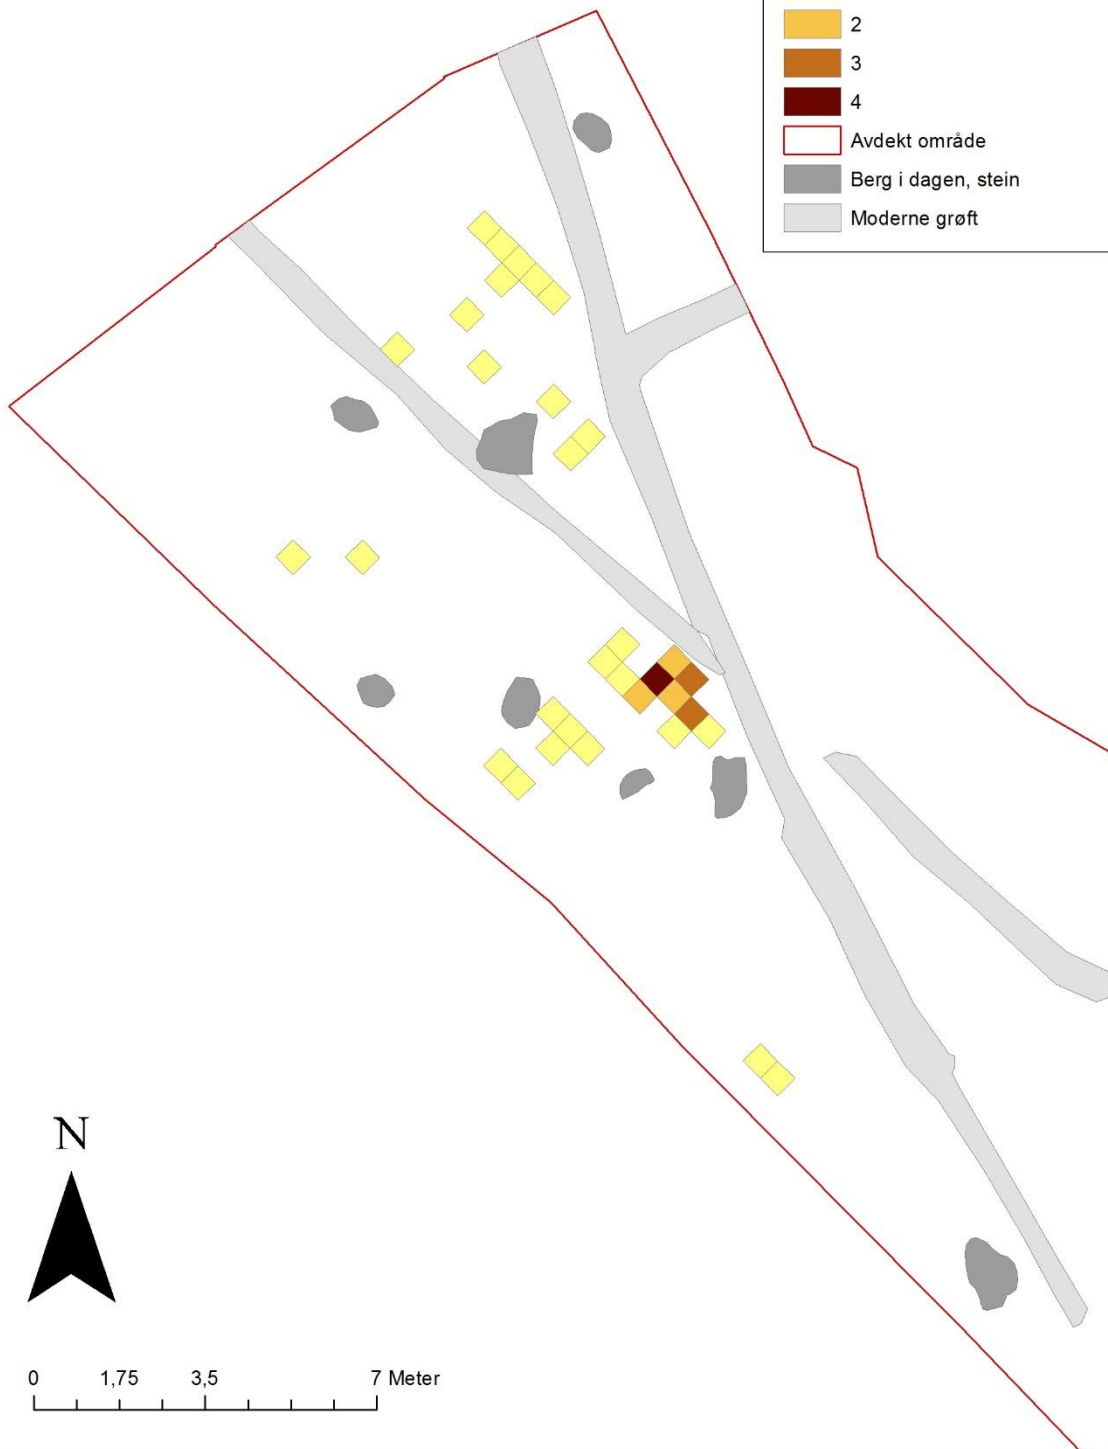 2
3
4
Avdekt område
Berg i dagen, stein
Moderne grøft
N
0 1,75 3,5 7 Meter